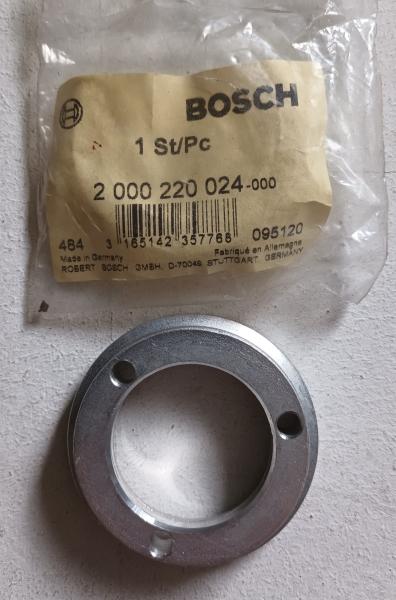 BOSCH
1 St/Pc
2 000 220 024-000
484 3 165142 357768 095120
Made in Germany Fabriqué en Allemagne
ROBERT BOSCH GMBH, D-70049 STUTTGART, GERMANY